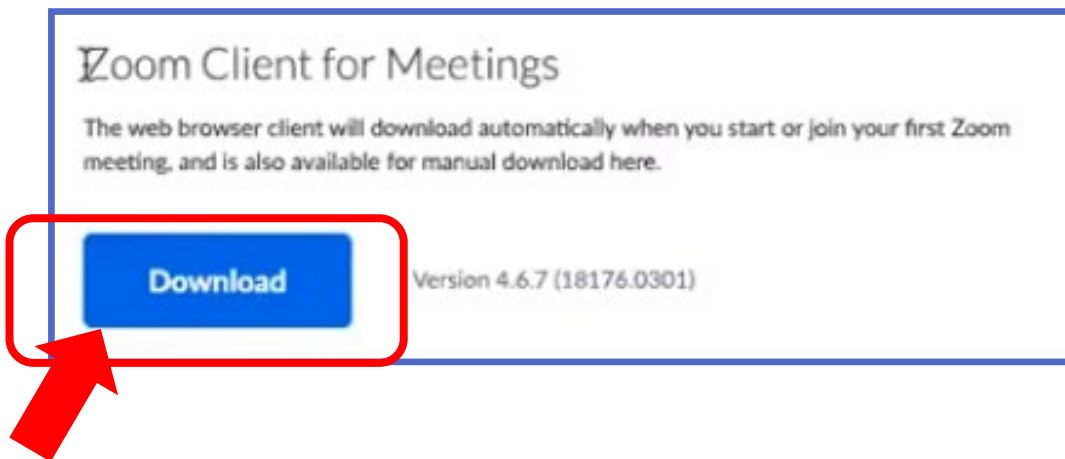 Zoom Client for Meetings
The web browser client will download automatically when you start or join your first Zoom
meeting, and is also available for manual download here.
Download
Version 4.6.7 (18176.0301)